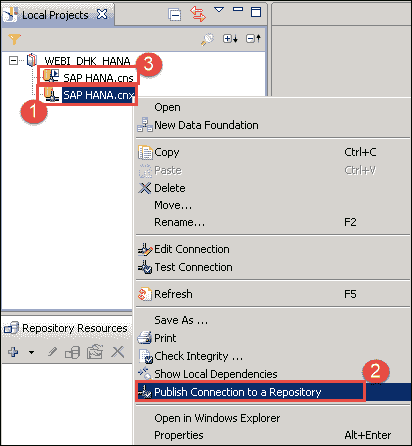 Local Projects
WEBI_DHK_HANA
3
SAP HANA.cns
SAP HANA.cnx
1
Open
New Data Foundation
Copy Ctrl+C
Paste Ctrl+V
Delete
Move...
Rename... F2
Edit Connection
Test Connection
Refresh F5
Save As ...
Repository Resources
Print
Check Integrity ...
Show Local Dependencies
2
Publish Connection to a Repository
Open in Windows Explorer
Properties Alt+Enter